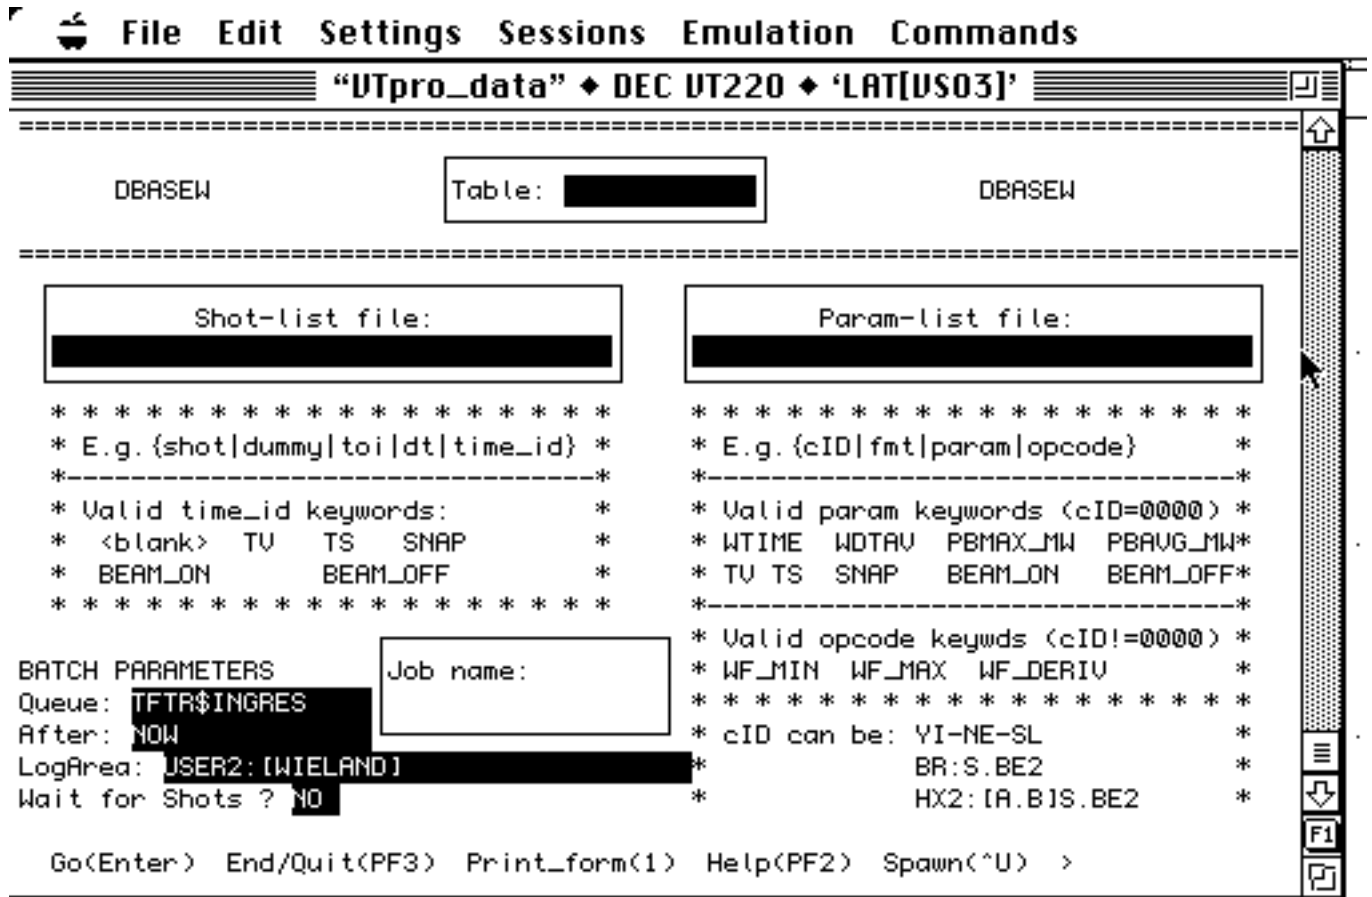 File Edit Settings Sessions Emulation Commands
“VTpro_data” ◆ DEC VT220 ◆ ‘LAT[VS03]’
================================================================================
DBASEW Table: DBASEW
================================================================================
Shot-list file: Param-list file:
* * * * * * * * * * * * * * * * * * * * * * * * * * * * * * * * * * * *
* E.g.{shot|dummy|toi|dt|time_id} * * E.g.{cID|fmt|param|opcode} *
*---------------------------------* *---------------------------------*
* Valid time_id keywords: * * Valid param keywords (cID=0000) *
* <blank> TV TS SNAP * * WTIME WDTAV PBMAX_MW PBAVG_MW*
* BEAM_ON BEAM_OFF * * TV TS SNAP BEAM_ON BEAM_OFF*
* * * * * * * * * * * * * * * * * * *---------------------------------*
* Valid opcode keywds (cID!=0000) *
BATCH PARAMETERS Job name: * WF_MIN WF_MAX WF_DERIV *
Queue: TFTR$INGRES * * * * * * * * * * * * * * * * * *
After: NOW * cID can be: YI-NE-SL *
LogArea: USER2:[WIELAND] * BR:S.BE2 *
Wait for Shots ? NO * HX2:[A.B]S.BE2 *
F1
Go(Enter) End/Quit(PF3) Print_form(1) Help(PF2) Spawn(^U) >